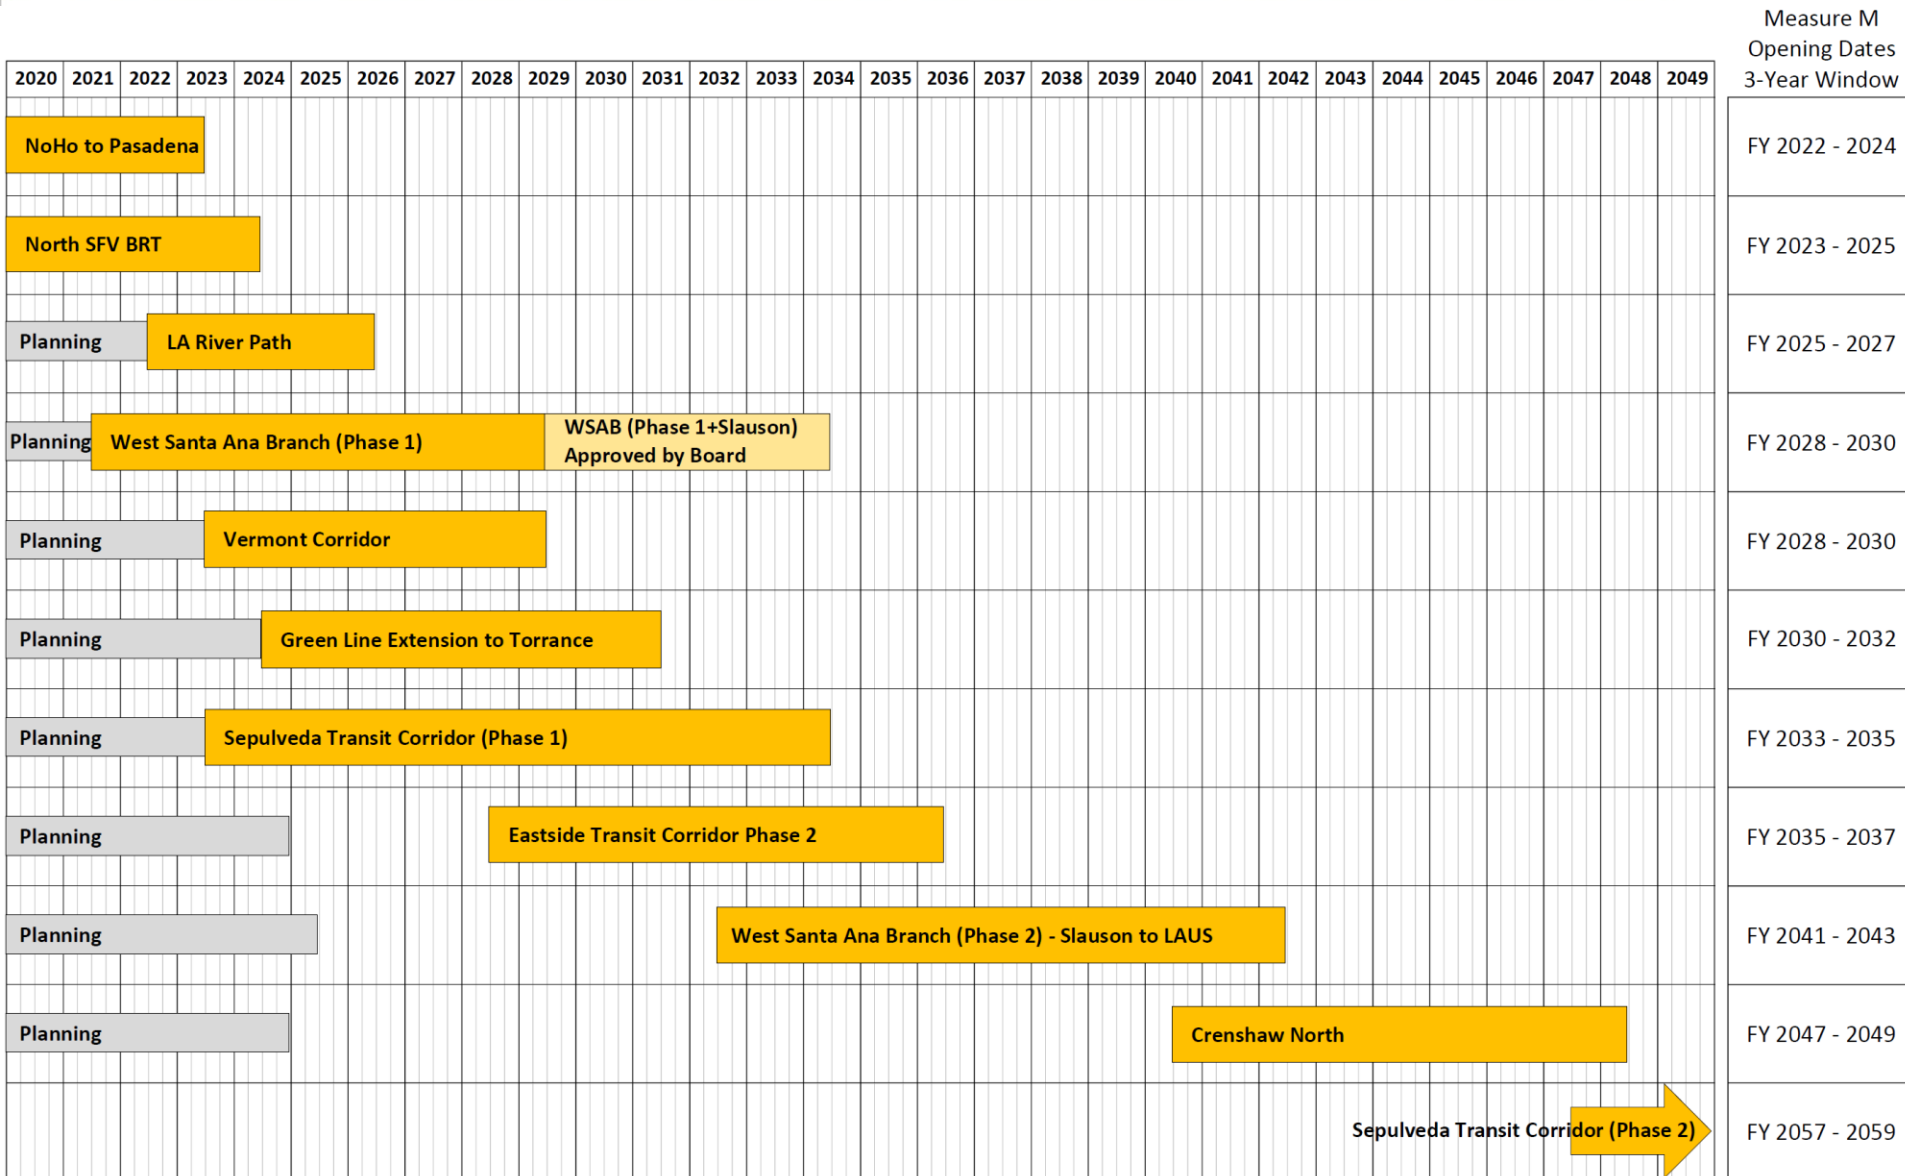 Measure M
Opening Dates
3-Year Window
2020 2021 2022 2023 2024 2025 2026 2027 2028 2029 2030 2031 2032 2033 2034 2035 2036 2037 2038 2039 2040 2041 2042 2043 2044 2045 2046 2047 2048 2049
NoHo to Pasadena FY 2022 - 2024
North SFV BRT FY 2023 - 2025
Planning LA River Path FY 2025 - 2027
Planning West Santa Ana Branch (Phase 1) WSAB (Phase 1+Slauson)
Approved by Board FY 2028 - 2030
Planning Vermont Corridor FY 2028 - 2030
Planning Green Line Extension to Torrance FY 2030 - 2032
Planning Sepulveda Transit Corridor (Phase 1) FY 2033 - 2035
Planning Eastside Transit Corridor Phase 2 FY 2035 - 2037
Planning West Santa Ana Branch (Phase 2) - Slauson to LAUS FY 2041 - 2043
Planning Crenshaw North FY 2047 - 2049
Sepulveda Transit Corridor (Phase 2) FY 2057 - 2059